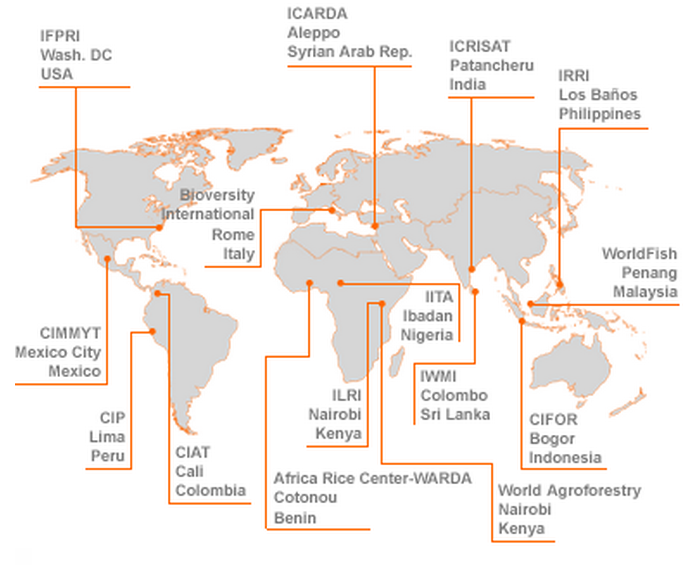 ICARDA
Aleppo
Syrian Arab Rep.
IFPRI
Wash. DC
USA
ICRISAT
Patancheru
India
IRRI
Los Baños
Philippines
Bioversity
International
Rome
Italy
WorldFish
Penang
Malaysia
IITA
Ibadan
Nigeria
CIMMYT
Mexico City
Mexico
IWMI
Colombo
Sri Lanka
ILRI
Nairobi
Kenya
CIP
Lima
Peru
CIFOR
Bogor
Indonesia
CIAT
Cali
Colombia
Africa Rice Center-WARDA
Cotonou
Benin
World Agroforestry
Nairobi
Kenya